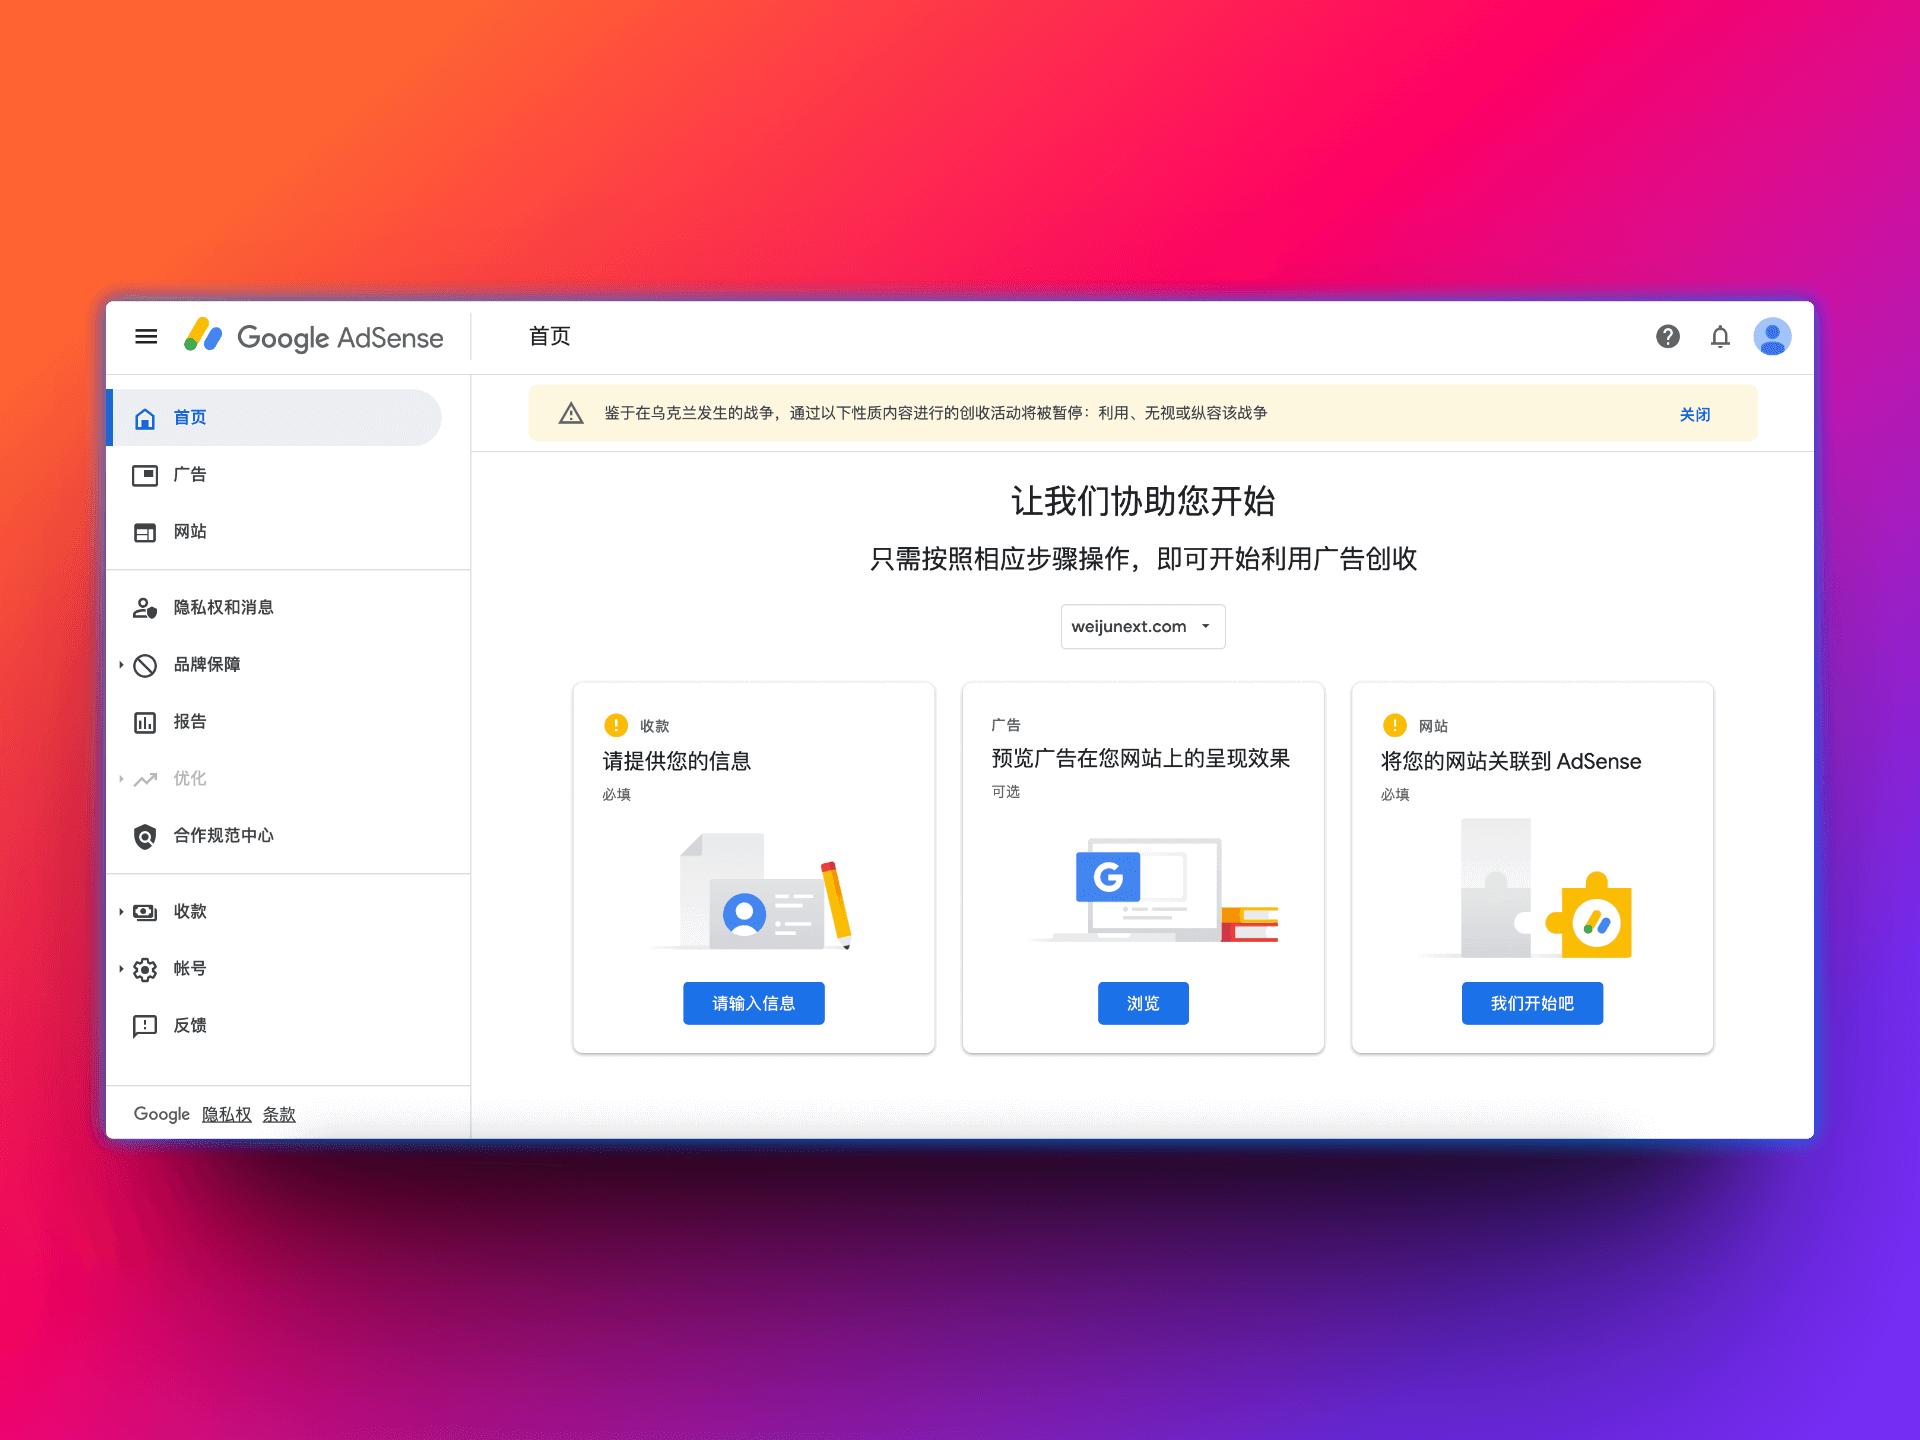 Google AdSense
首页
首页
广告
网站
隐私权和消息
品牌保障
报告
优化
合作规范中心
收款
帐号
反馈
Google 隐私权 条款
鉴于在乌克兰发生的战争，通过以下性质内容进行的创收活动将被暂停：利用、无视或纵容该战争
关闭
让我们协助您开始
只需按照相应步骤操作，即可开始利用广告创收
weijunext.com
收款
请提供您的信息
必填
请输入信息
广告
预览广告在您网站上的呈现效果
可选
G
浏览
网站
将您的网站关联到 AdSense
必填
我们开始吧